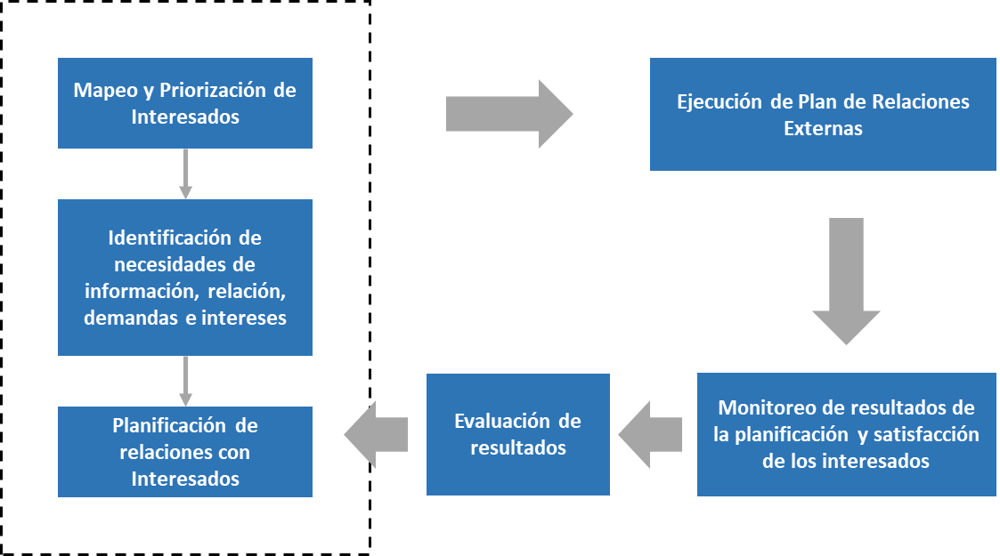 Mapeo y Priorización de
Interesados
Identificación de
necesidades de
información, relación,
demandas e intereses
Planificación de
relaciones con
Interesados
Ejecución de Plan de Relaciones
Externas
Monitoreo de resultados de
la planificación y satisfacción
de los interesados
Evaluación de
resultados